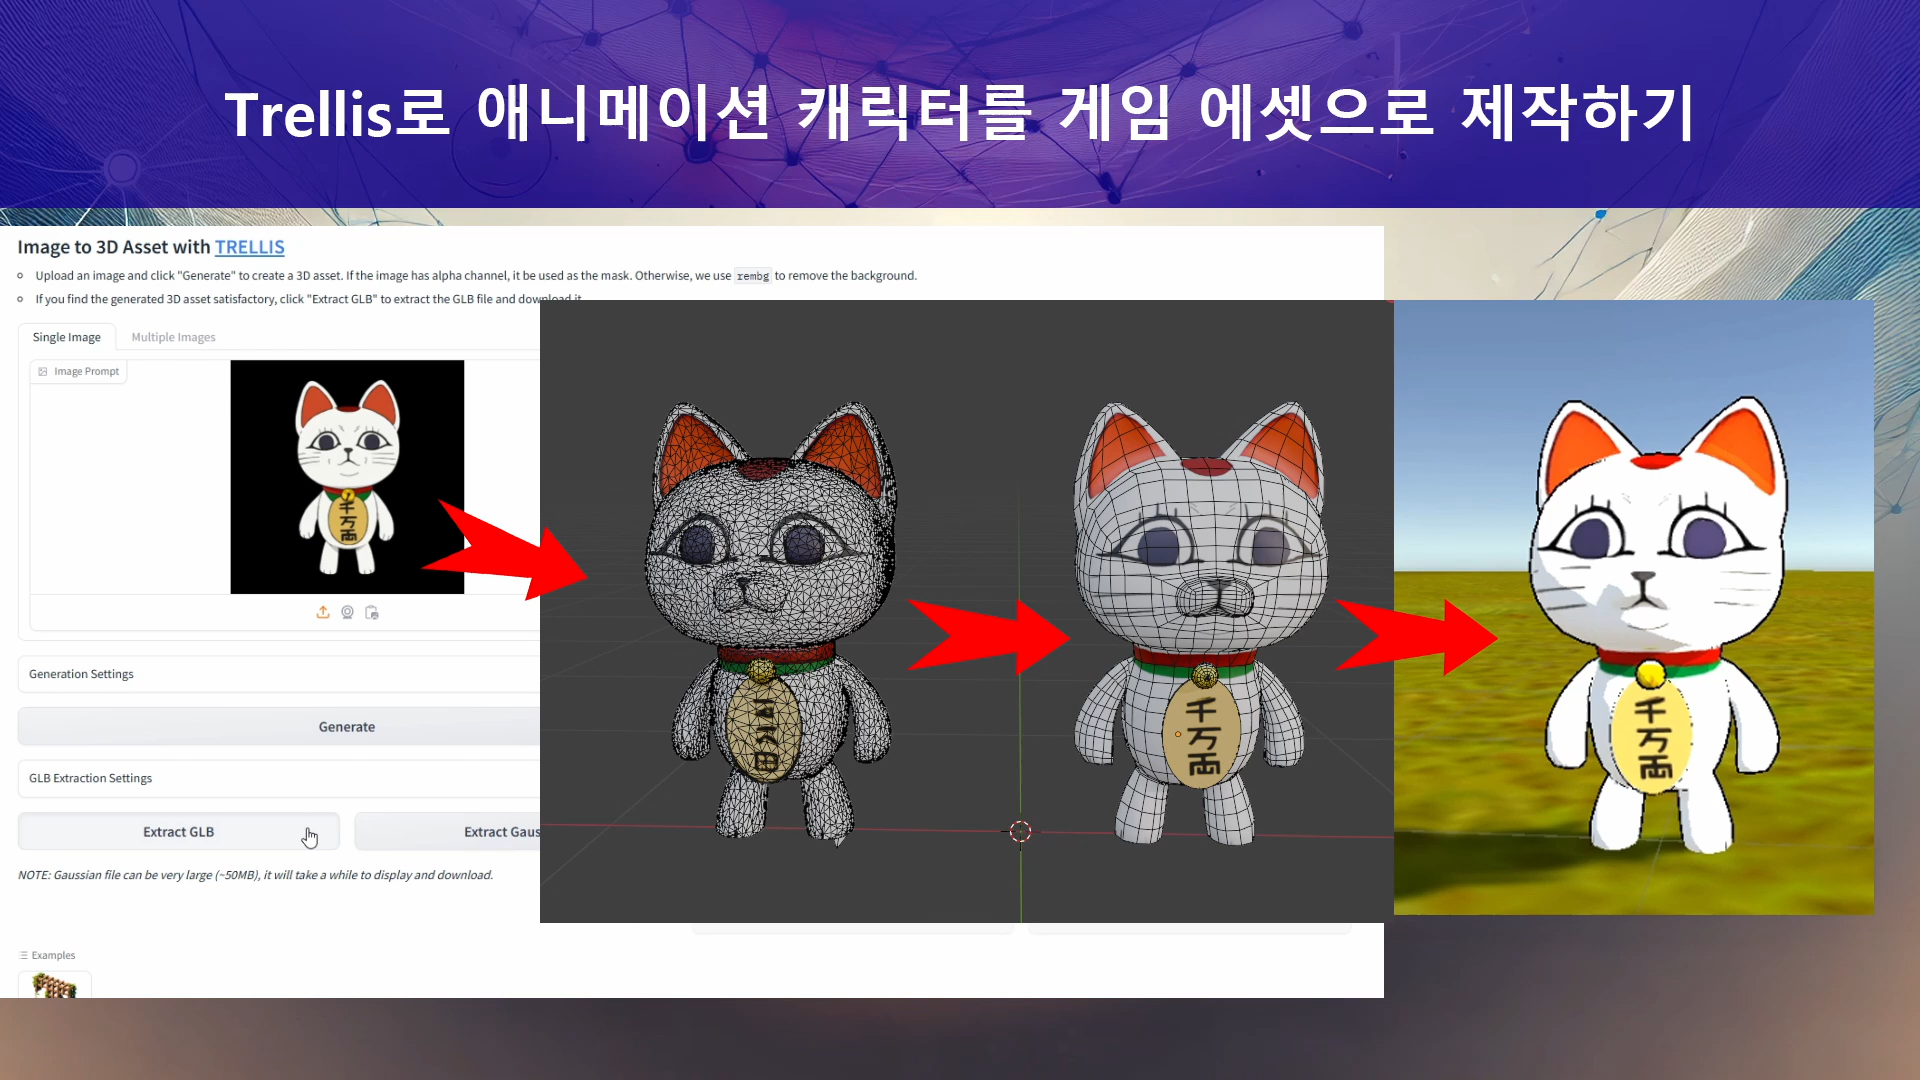 Trellis로 애니메이션 캐릭터를 게임 에셋으로 제작하기
Image to 3D Asset with TRELLIS
Upload an image and click "Generate" to create a 3D asset. If the image has alpha channel, it be used as the mask. Otherwise, we use rembg to remove the background.
If you find the generated 3D asset satisfactory, click "Extract GLB" to extract the GLB file and download it.
Single Image
Multiple Images
Image Prompt
千万両
Generation Settings
Generate
GLB Extraction Settings
Extract GLB
Extract Gaus
NOTE: Gaussian file can be very large (~50MB), it will take a while to display and download.
Examples
千万両
千万両